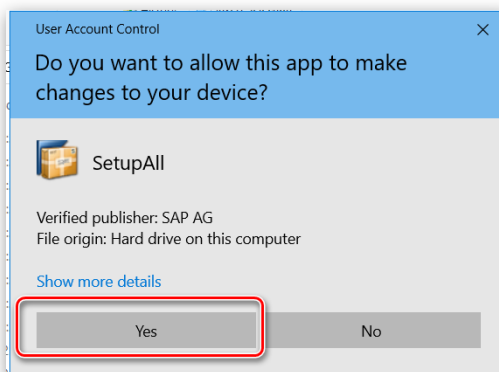 User Account Control
Do you want to allow this app to make
changes to your device?
SAP
SetupAll
Verified publisher: SAP AG
File origin: Hard drive on this computer
Show more details
Yes
No